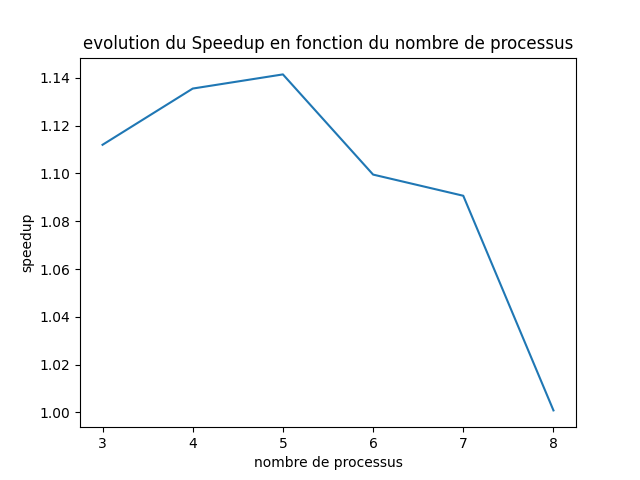 evolution du Speedup en fonction du nombre de processus
1.14
1.12
1.10
1.08
1.06
1.04
1.02
1.00
speedup
3 4 5 6 7 8
nombre de processus